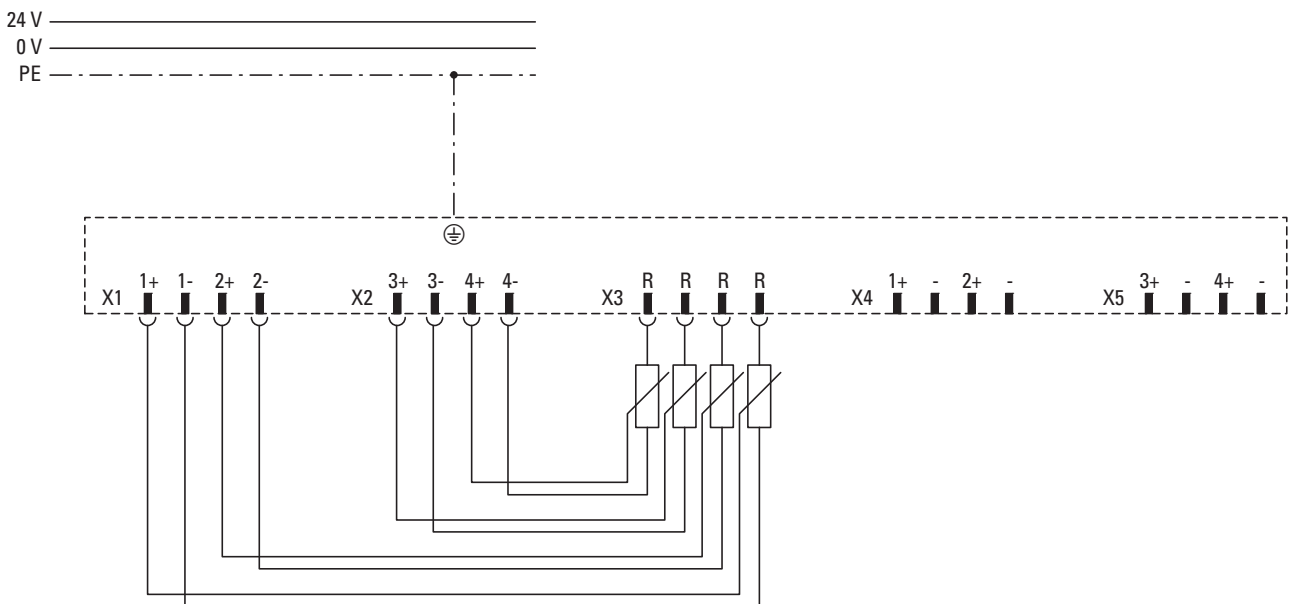 24 V
0 V
PE
X1 1+ 1- 2+ 2- X2 3+ 3- 4+ 4- X3 R R R R X4 1+ - 2+ - X5 3+ - 4+ -